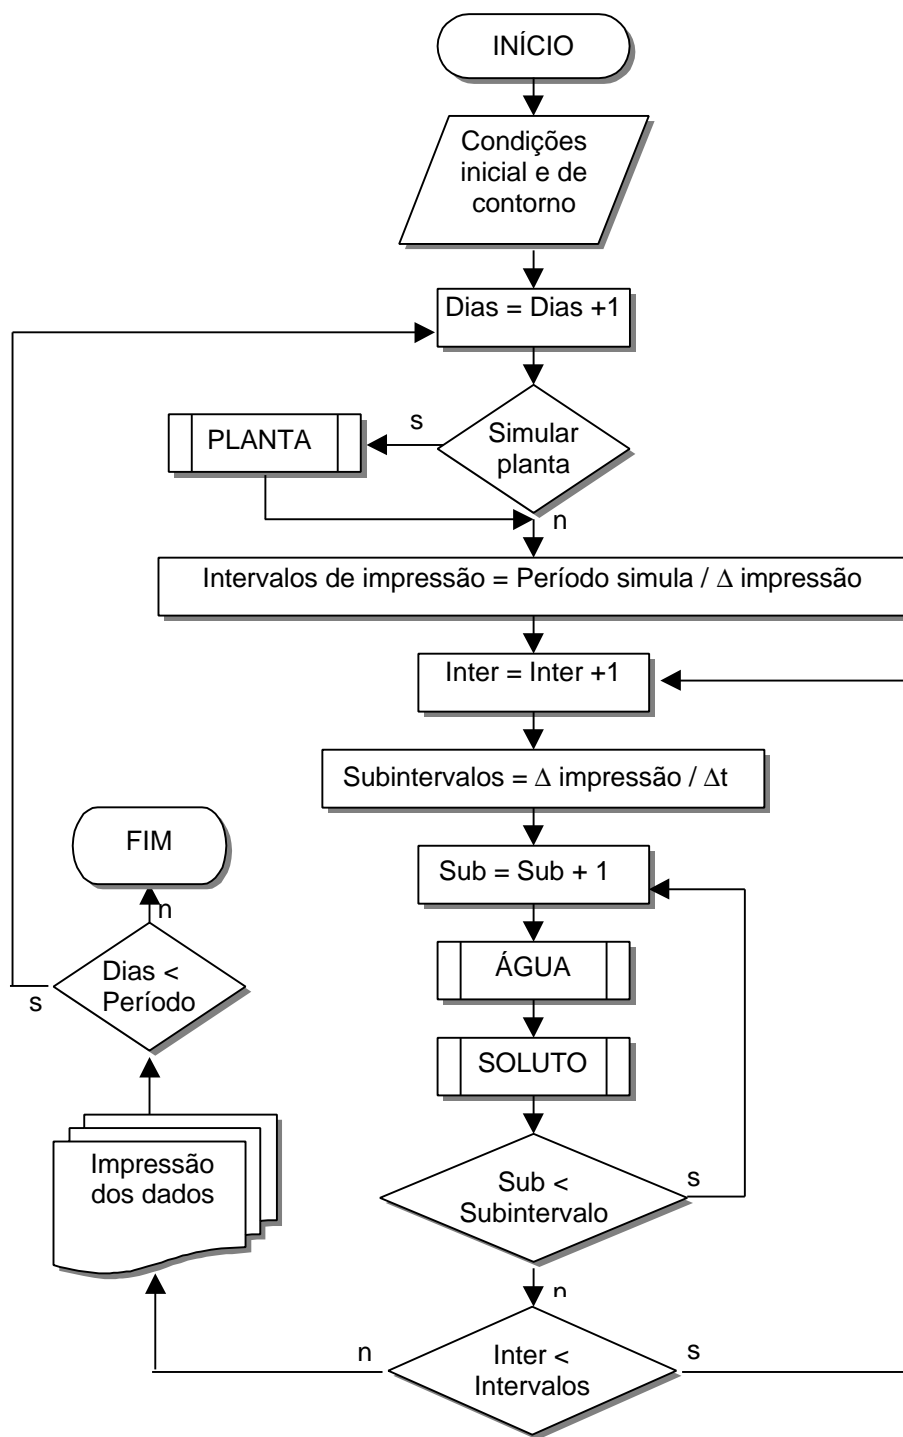 INÍCIO
Condições
inicial e de
contorno
Dias = Dias +1
s
PLANTA
Simular
planta
n
Intervalos de impressão = Período simula / Δ impressão
Inter = Inter +1
Subintervalos = Δ impressão / Δt
FIM
Sub = Sub + 1
n
ÁGUA
Dias <
Período
s
SOLUTO
Impressão
dos dados
Sub <
Subintervalo
s
n
n
Inter <
Intervalos
s